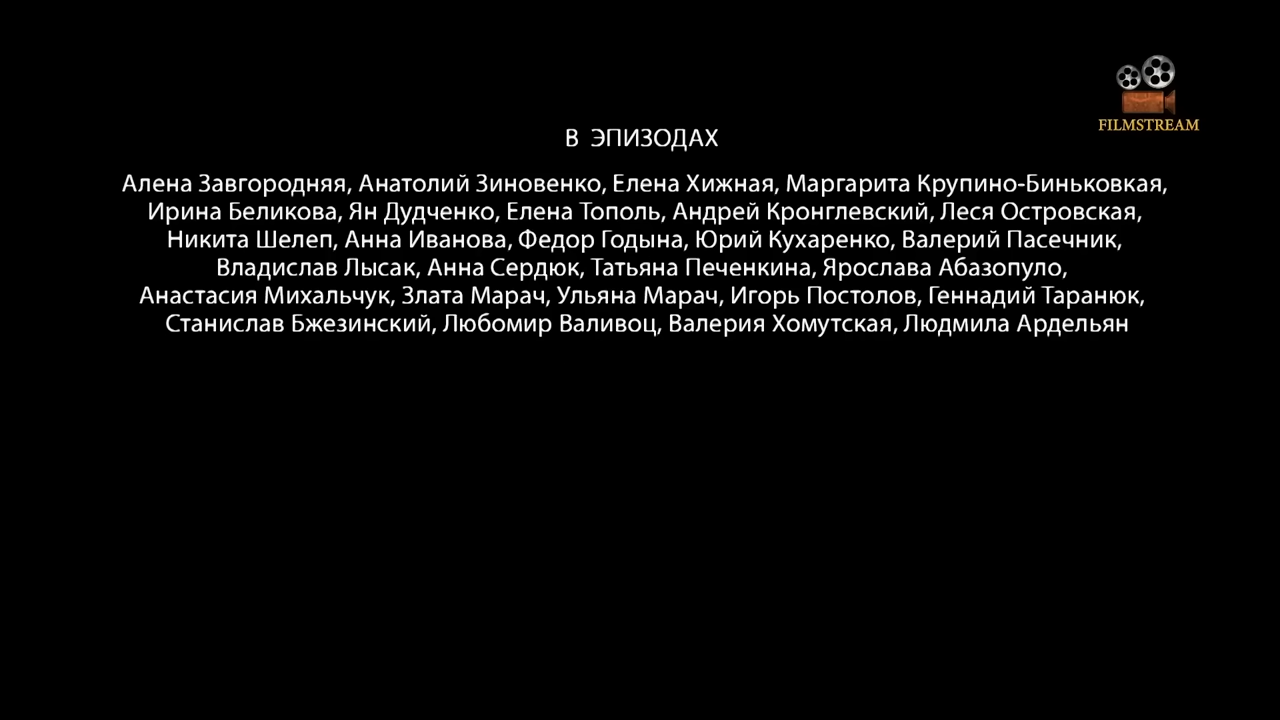 FILMSTREAM
В ЭПИЗОДАХ
Алена Завгородняя, Анатолий Зиновенко, Елена Хижная, Маргарита Крупино-Биньковкая,
Ирина Беликова, Ян Дудченко, Елена Тополь, Андрей Кронглевский, Леся Островская,
Никита Шелеп, Анна Иванова, Федор Годына, Юрий Кухаренко, Валерий Пасечник,
Владислав Лысак, Анна Сердюк, Татьяна Печенкина, Ярослава Абазопуло,
Анастасия Михальчук, Злата Марач, Ульяна Марач, Игорь Постолов, Геннадий Таранюк,
Станислав Бжезинский, Любомир Валивоц, Валерия Хомутская, Людмила Ардельян